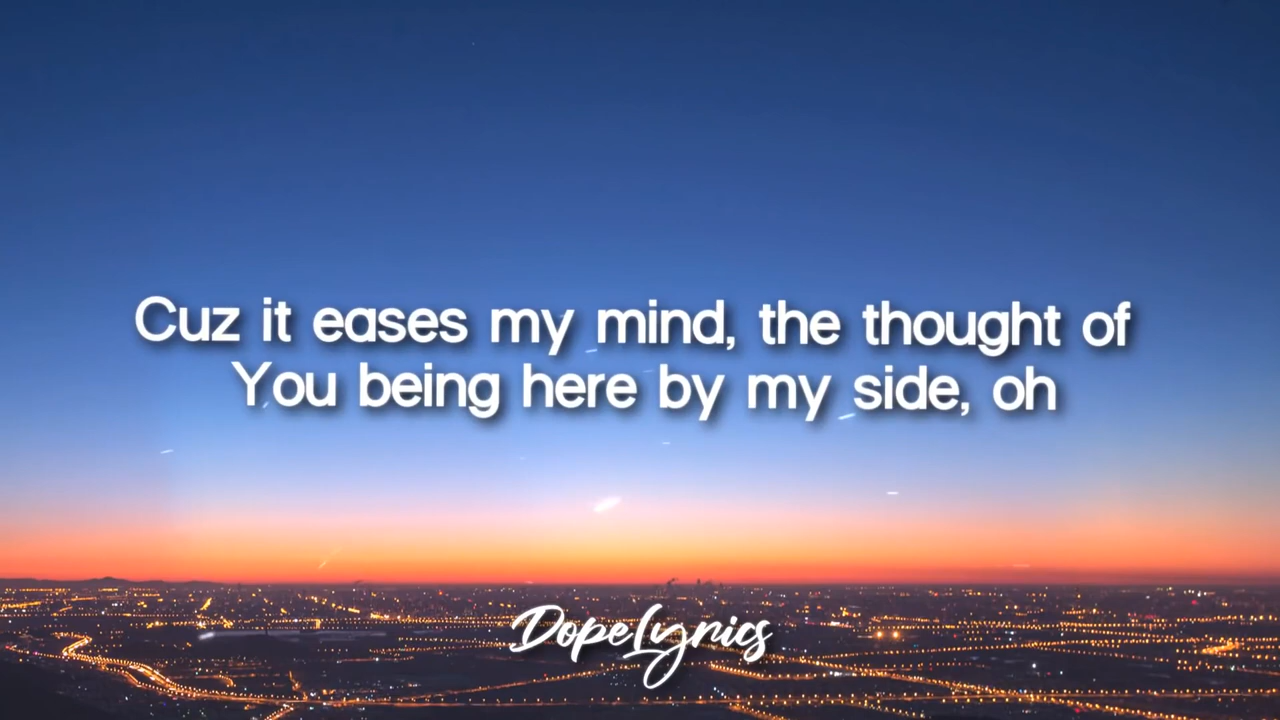 Cuz it eases my mind, the thought of
You being here by my side, oh
DopeLyrics